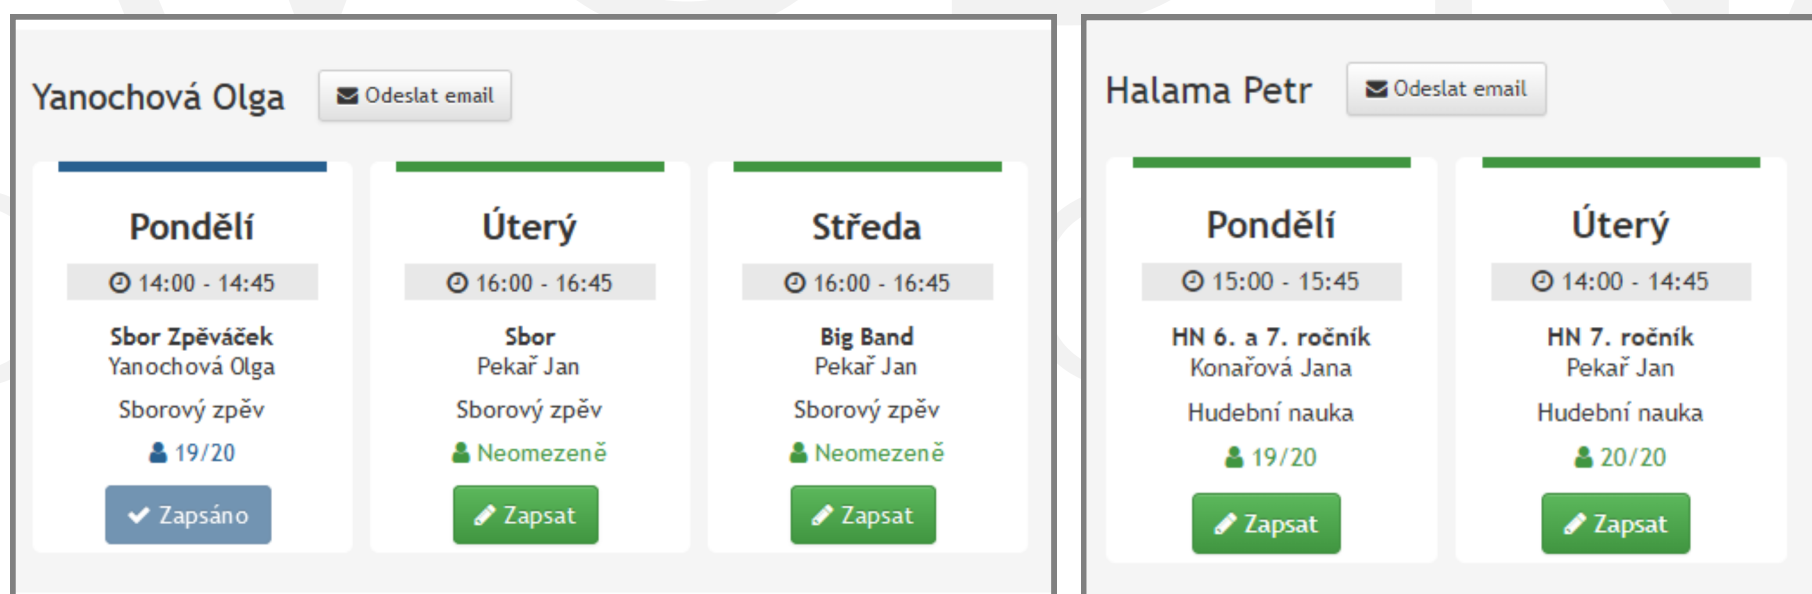 Yanochová Olga
Odeslat email
Pondělí
14:00 - 14:45
Sbor Zpěváček
Yanochová Olga
Sborový zpěv
19/20
Zapsáno
Úterý
16:00 - 16:45
Sbor
Pekař Jan
Sborový zpěv
Neomezeně
Zapsat
Středa
16:00 - 16:45
Big Band
Pekař Jan
Sborový zpěv
Neomezeně
Zapsat
Halama Petr
Odeslat email
Pondělí
15:00 - 15:45
HN 6. a 7. ročník
Konařová Jana
Hudební nauka
19/20
Zapsat
Úterý
14:00 - 14:45
HN 7. ročník
Pekař Jan
Hudební nauka
20/20
Zapsat